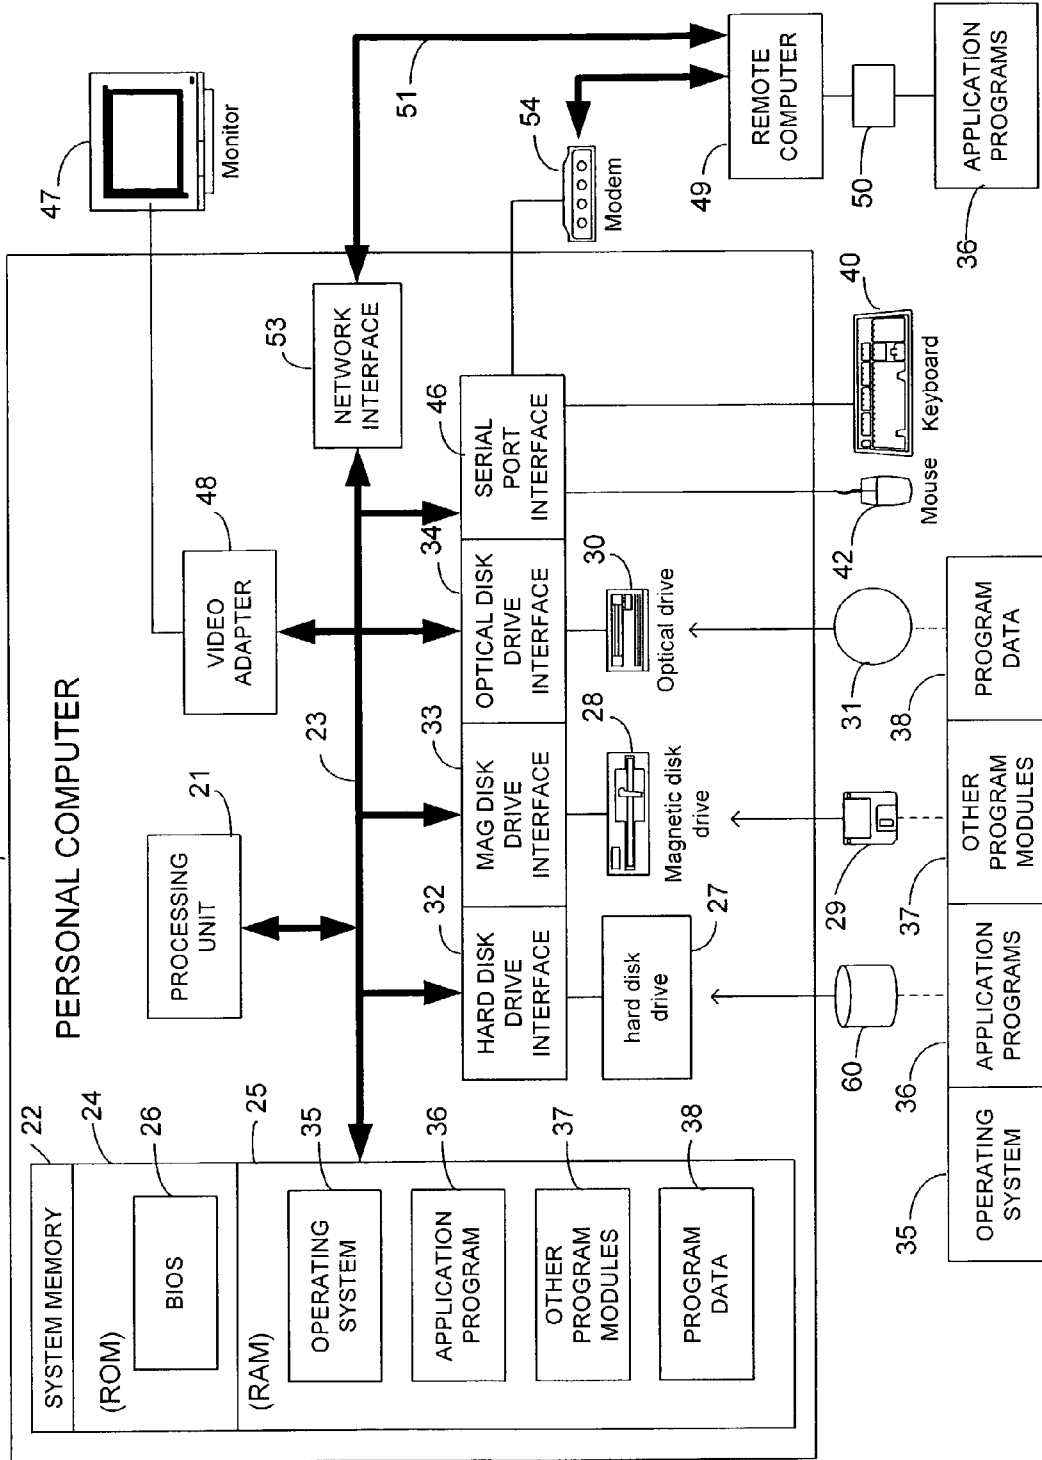 PERSONAL COMPUTER
SYSTEM MEMORY
22
(ROM)
24
BIOS
26
(RAM)
25
OPERATING
SYSTEM
35
APPLICATION
PROGRAM
36
OTHER
PROGRAM
MODULES
37
PROGRAM
DATA
38
PROCESSING
UNIT
21
23
VIDEO
ADAPTER
48
47
Monitor
NETWORK
INTERFACE
53
51
HARD DISK
DRIVE
INTERFACE
32
MAG DISK
DRIVE
INTERFACE
33
OPTICAL DISK
DRIVE
INTERFACE
34
SERIAL
PORT
INTERFACE
46
hard disk
drive
27
Magnetic disk
drive
28
Optical drive
30
Modem
54
REMOTE
COMPUTER
49
50
APPLICATION
PROGRAMS
36
60
29
31
Mouse
42
Keyboard
40
OPERATING
SYSTEM
35
APPLICATION
PROGRAMS
36
OTHER
PROGRAM
MODULES
37
PROGRAM
DATA
38